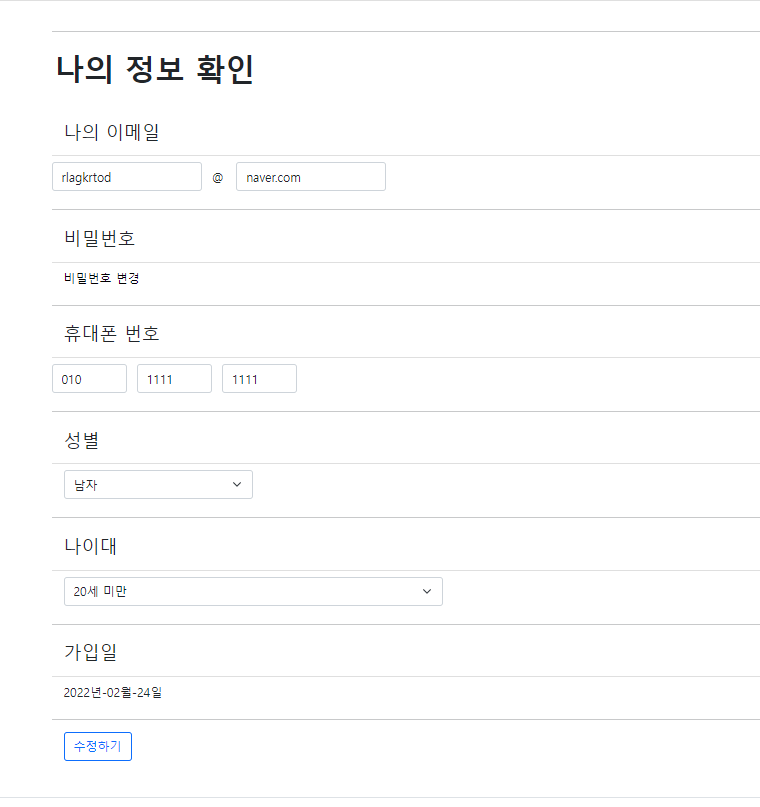 나의 정보 확인
나의 이메일
rlagkrtod @ naver.com
비밀번호
비밀번호 변경
휴대폰 번호
010 1111 1111
성별
남자
나이대
20세 미만
가입일
2022년-02월-24일
수정하기